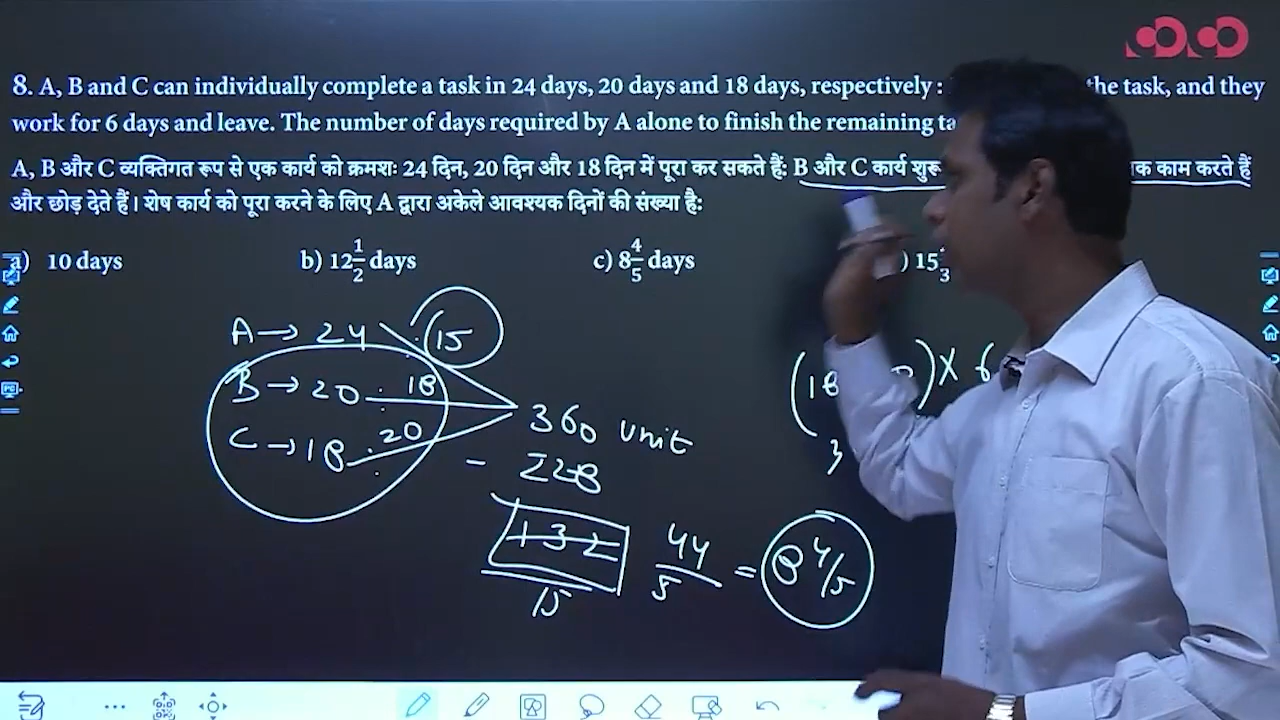 8. A, B and C can individually complete a task in 24 days, 20 days and 18 days, respectively : the task, and they
work for 6 days and leave. The number of days required by A alone to finish the remaining
A, B और C व्यक्तिगत रूप से एक कार्य को क्रमशः 24 दिन, 20 दिन और 18 दिन में पूरा कर सकते हैं: B और C कार्य काम करते हैं
और छोड़ देते हैं। शेष कार्य को पूरा करने के लिए A द्वारा अकेले आवश्यक दिनों की संख्या है:
a) 10 days b) 12 1/2 days c) 8 4/5 days ) 15
A → 24 15
B → 20 18
C → 18 20
360 unit
- 228
132
15
44/5 = 8 4/5
(18 ) × 6
3
PC